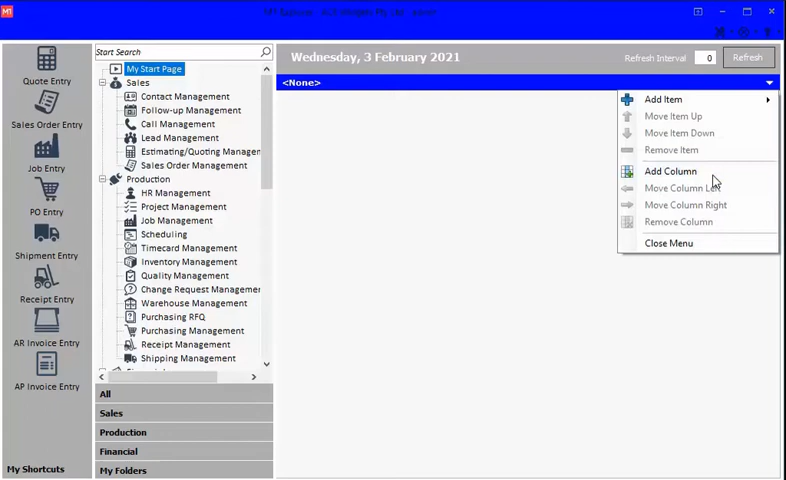 MT
Start Search
Wednesday, 3 February 2021
Refresh Interval
0
Refresh
<None>
Quote Entry
Sales Order Entry
Job Entry
PO Entry
Shipment Entry
Receipt Entry
AR Invoice Entry
AP Invoice Entry
My Shortcuts
My Start Page
Sales
Contact Management
Follow-up Management
Call Management
Lead Management
Estimating/Quoting Managem
Sales Order Management
Production
HR Management
Project Management
Job Management
Scheduling
Timecard Management
Inventory Management
Quality Management
Change Request Managemen
Warehouse Management
Purchasing RFQ
Purchasing Management
Receipt Management
Shipping Management
All
Sales
Production
Financial
My Folders
Add Item
Move Item Up
Move Item Down
Remove Item
Add Column
Move Column Left
Move Column Right
Remove Column
Close Menu